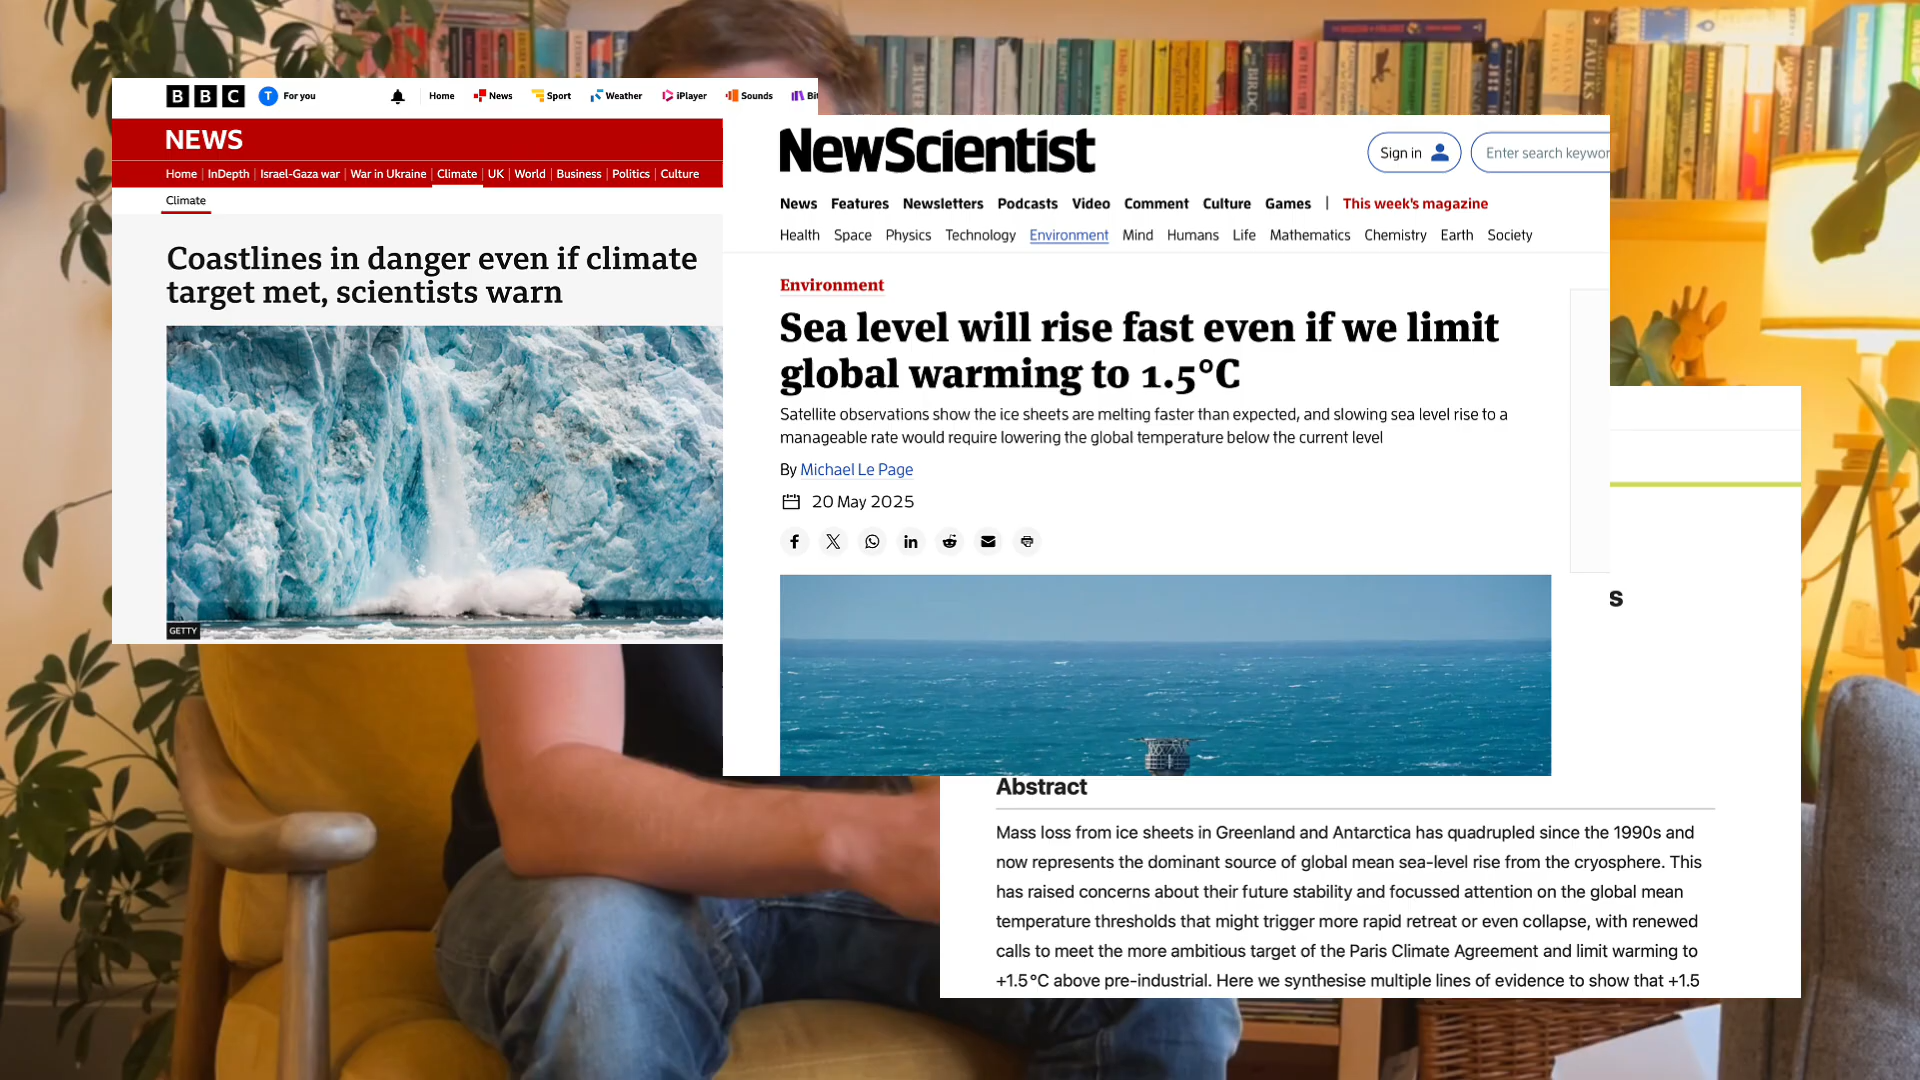 BBC
T For you
Home News Sport Weather iPlayer Sounds
NEWS
Home | InDepth | Israel-Gaza war | War in Ukraine | Climate | UK | World | Business | Politics | Culture
Climate
Coastlines in danger even if climate
target met, scientists warn
GETTY
NewScientist
Sign in
Enter search keywor
News Features Newsletters Podcasts Video Comment Culture Games | This week's magazine
Health Space Physics Technology Environment Mind Humans Life Mathematics Chemistry Earth Society
Environment
Sea level will rise fast even if we limit
global warming to 1.5°C
Satellite observations show the ice sheets are melting faster than expected, and slowing sea level rise to a
manageable rate would require lowering the global temperature below the current level
By Michael Le Page
20 May 2025
s
Abstract
Mass loss from ice sheets in Greenland and Antarctica has quadrupled since the 1990s and
now represents the dominant source of global mean sea-level rise from the cryosphere. This
has raised concerns about their future stability and focussed attention on the global mean
temperature thresholds that might trigger more rapid retreat or even collapse, with renewed
calls to meet the more ambitious target of the Paris Climate Agreement and limit warming to
+1.5 °C above pre-industrial. Here we synthesise multiple lines of evidence to show that +1.5